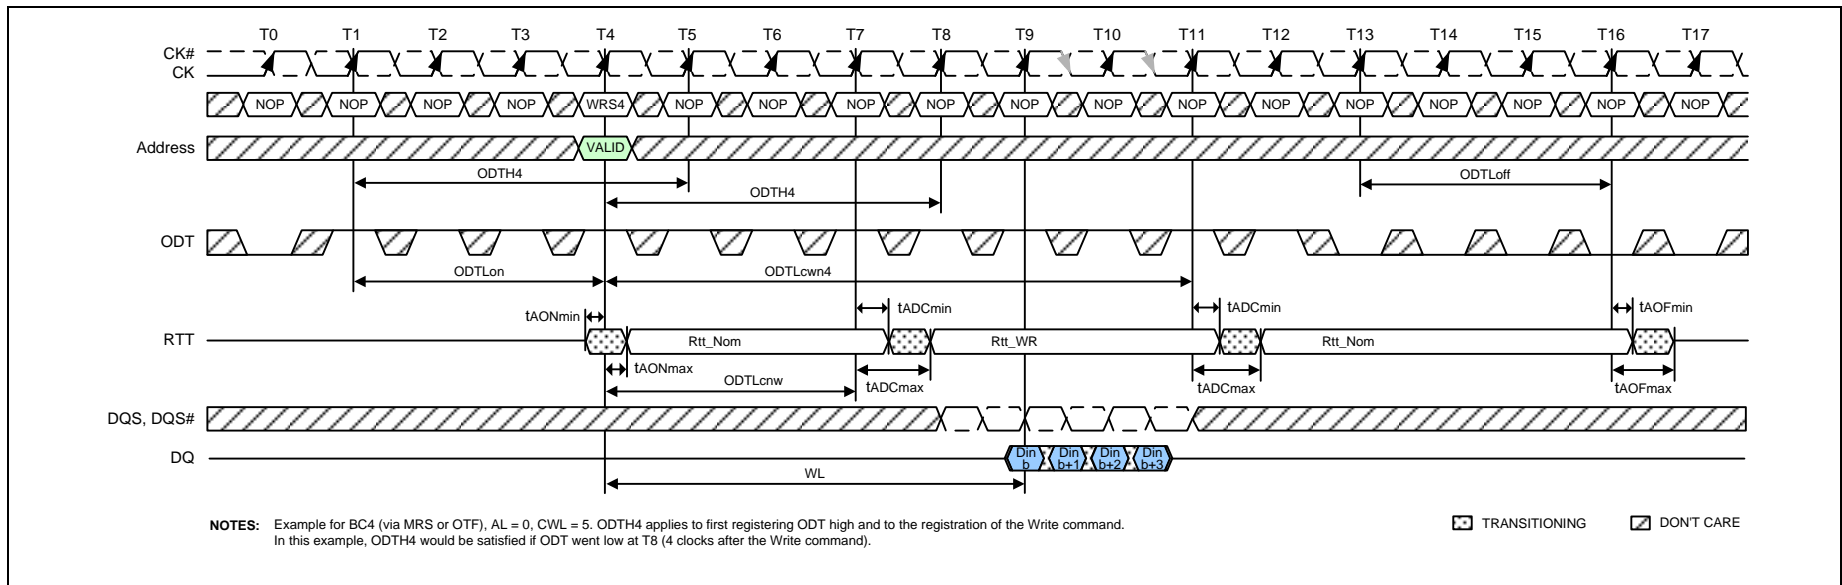 T0 T1 T2 T3 T4 T5 T6 T7 T8 T9 T10 T11 T12 T13 T14 T15 T16 T17
CK#
CK
NOP NOP NOP NOP WRS4 NOP NOP NOP NOP NOP NOP NOP NOP NOP NOP NOP NOP NOP
Address VALID
ODTH4 ODTLoff
ODTH4
ODT
ODTLon ODTLcwn4
tAONmin tADCmin tADCmin tAOFmin
RTT Rtt_Nom Rtt_WR Rtt_Nom
tAONmax ODTLcnw tADCmax tADCmax tAOFmax
DQS, DQS#
DQ Din b Din b+1 Din b+2 Din b+3
WL
NOTES: Example for BC4 (via MRS or OTF), AL = 0, CWL = 5. ODTH4 applies to first registering ODT high and to the registration of the Write command.
In this example, ODTH4 would be satisfied if ODT went low at T8 (4 clocks after the Write command).
TRANSITIONING DON'T CARE